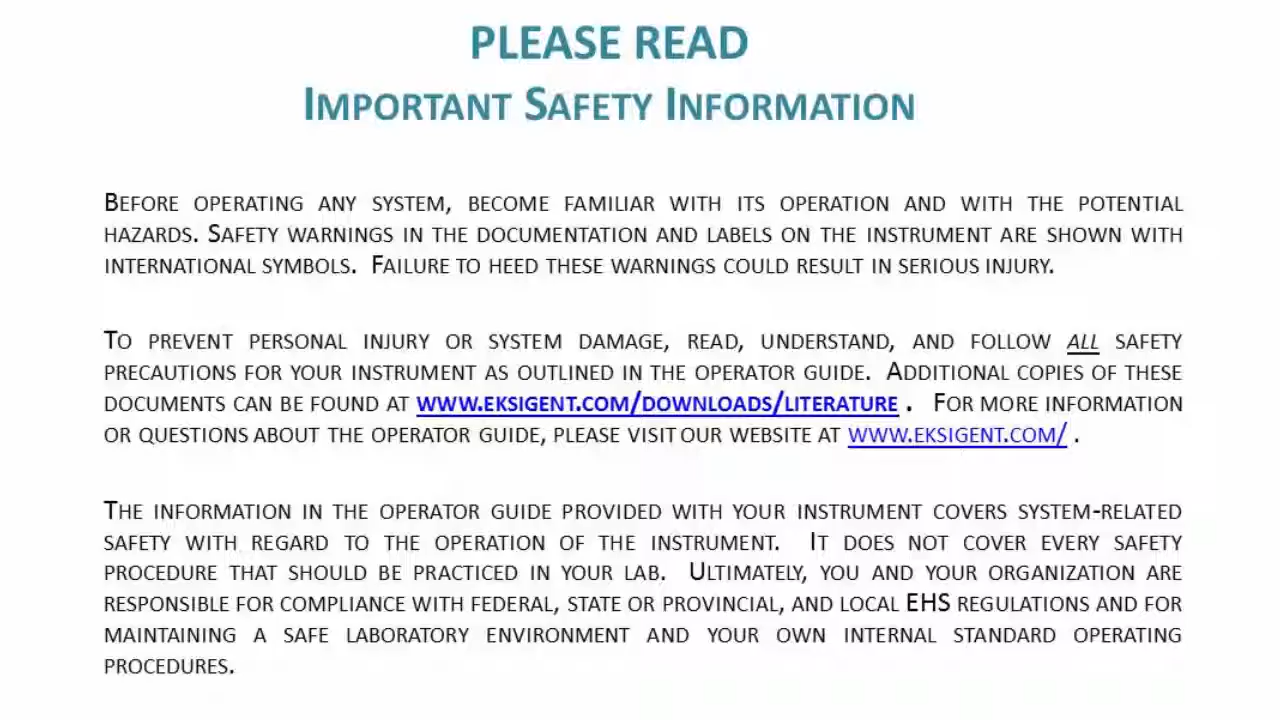 PLEASE READ
IMPORTANT SAFETY INFORMATION
BEFORE OPERATING ANY SYSTEM, BECOME FAMILIAR WITH ITS OPERATION AND WITH THE POTENTIAL
HAZARDS. SAFETY WARNINGS IN THE DOCUMENTATION AND LABELS ON THE INSTRUMENT ARE SHOWN WITH
INTERNATIONAL SYMBOLS. FAILURE TO HEED THESE WARNINGS COULD RESULT IN SERIOUS INJURY.
TO PREVENT PERSONAL INJURY OR SYSTEM DAMAGE, READ, UNDERSTAND, AND FOLLOW ALL SAFETY
PRECAUTIONS FOR YOUR INSTRUMENT AS OUTLINED IN THE OPERATOR GUIDE. ADDITIONAL COPIES OF THESE
DOCUMENTS CAN BE FOUND AT WWW.EKSIGENT.COM/DOWNLOADS/LITERATURE . FOR MORE INFORMATION
OR QUESTIONS ABOUT THE OPERATOR GUIDE, PLEASE VISIT OUR WEBSITE AT WWW.EKSIGENT.COM/ .
THE INFORMATION IN THE OPERATOR GUIDE PROVIDED WITH YOUR INSTRUMENT COVERS SYSTEM-RELATED
SAFETY WITH REGARD TO THE OPERATION OF THE INSTRUMENT. IT DOES NOT COVER EVERY SAFETY
PROCEDURE THAT SHOULD BE PRACTICED IN YOUR LAB. ULTIMATELY, YOU AND YOUR ORGANIZATION ARE
RESPONSIBLE FOR COMPLIANCE WITH FEDERAL, STATE OR PROVINCIAL, AND LOCAL EHS REGULATIONS AND FOR
MAINTAINING A SAFE LABORATORY ENVIRONMENT AND YOUR OWN INTERNAL STANDARD OPERATING
PROCEDURES.